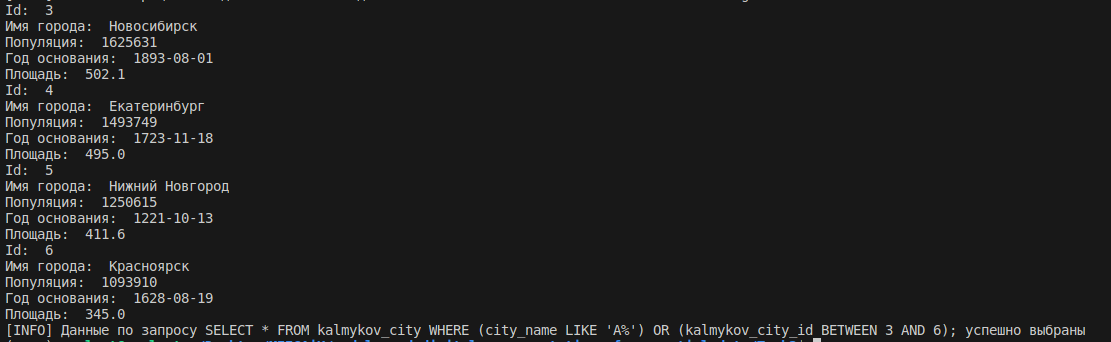 Id:  3
Имя города:  Новосибирск
Популяция:  1625631
Год основания:  1893-08-01
Площадь:  502.1
Id:  4
Имя города:  Екатеринбург
Популяция:  1493749
Год основания:  1723-11-18
Площадь:  495.0
Id:  5
Имя города:  Нижний Новгород
Популяция:  1250615
Год основания:  1221-10-13
Площадь:  411.6
Id:  6
Имя города:  Красноярск
Популяция:  1093910
Год основания:  1628-08-19
Площадь:  345.0
[INFO] Данные по запросу SELECT * FROM kalmykov_city WHERE (city_name LIKE 'A%') OR (kalmykov_city_id BETWEEN 3 AND 6); успешно выбраны